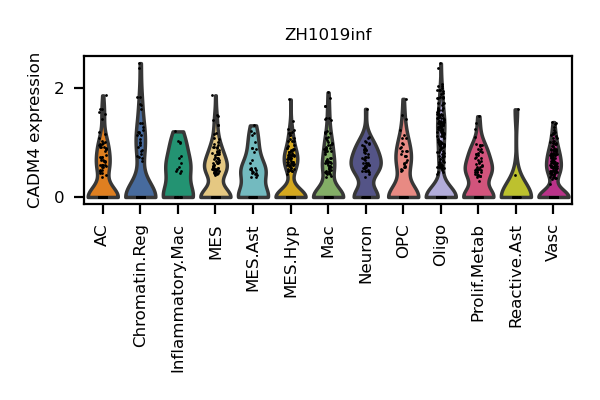 ZH1019inf
CADM4 expression
2
0
AC
Chromatin.Reg
Inflammatory.Mac
MES
MES.Ast
MES.Hyp
Mac
Neuron
OPC
Oligo
Prolif.Metab
Reactive.Ast
Vasc